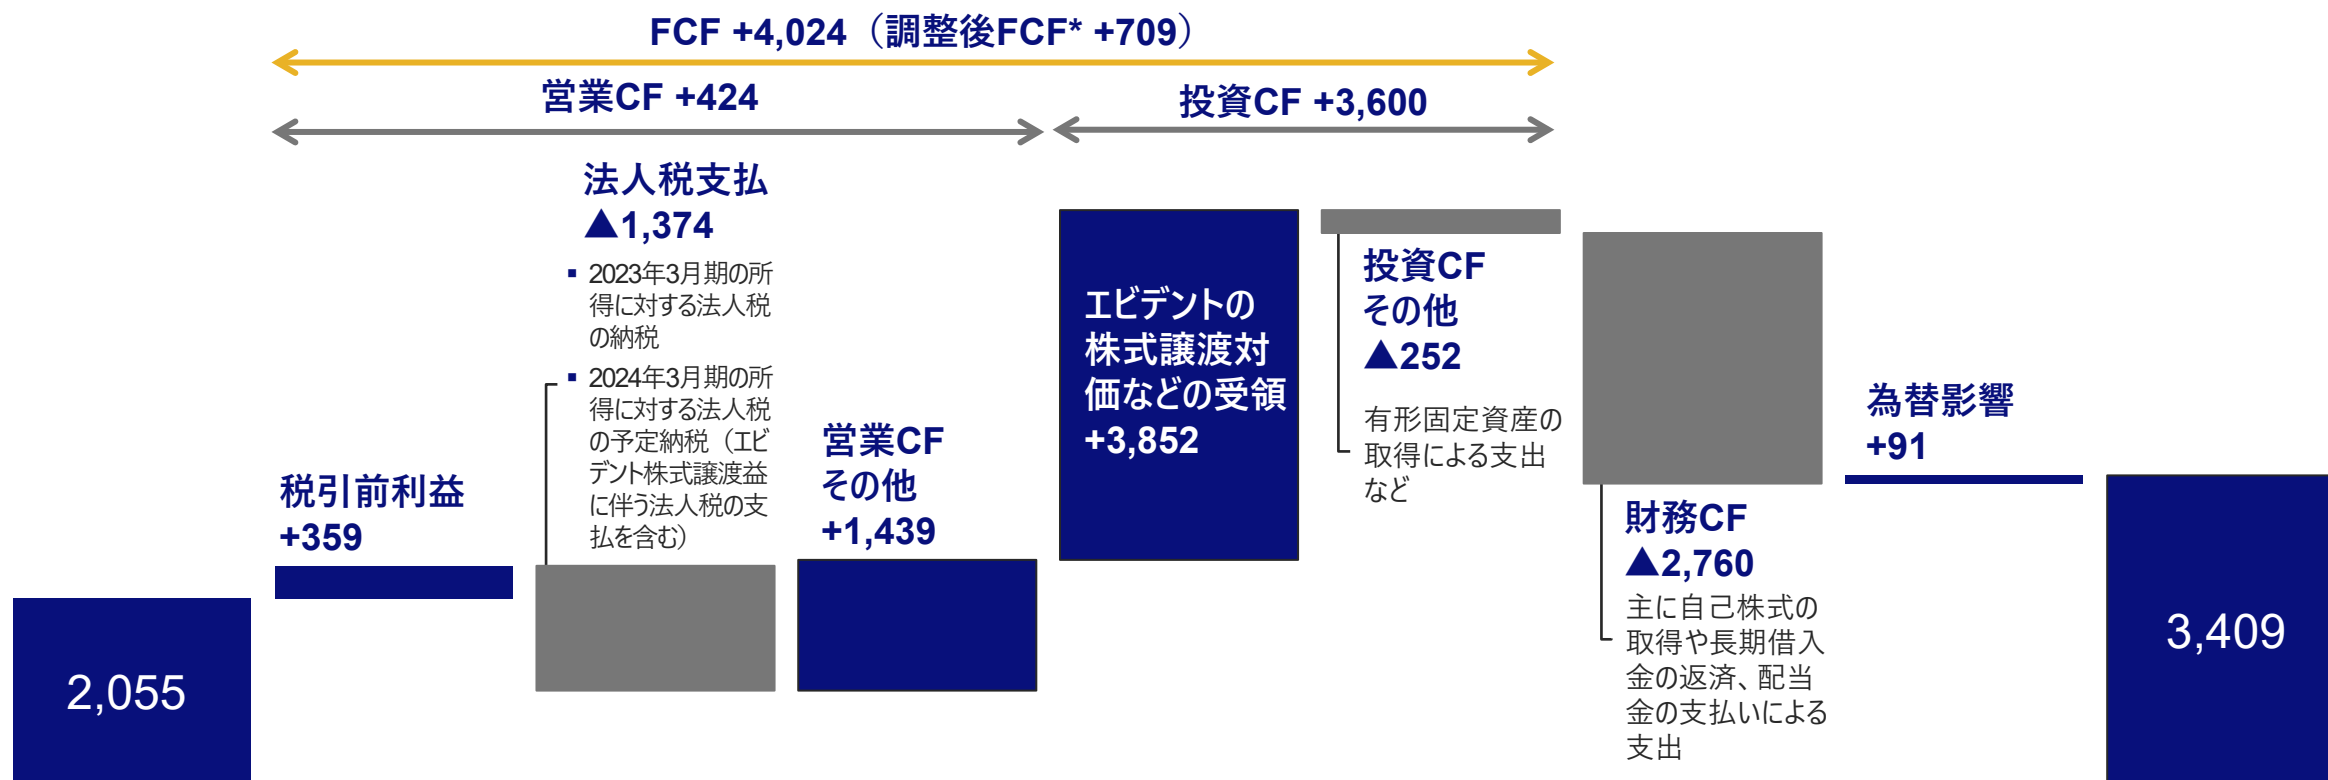 FCF +4,024（調整後FCF* +709）
営業CF +424
投資CF +3,600
2,055
税引前利益
+359
法人税支払
▲1,374
▪ 2023年3月期の所
得に対する法人税
の納税
▪ 2024年3月期の所
得に対する法人税
の予定納税（エビ
デント株式譲渡益
に伴う法人税の支
払を含む）
営業CF
その他
+1,439
エビデントの
株式譲渡対
価などの受領
+3,852
投資CF
その他
▲252
有形固定資産の
取得による支出
など
財務CF
▲2,760
主に自己株式の
取得や長期借入
金の返済、配当
金の支払いによる
支出
為替影響
+91
3,409